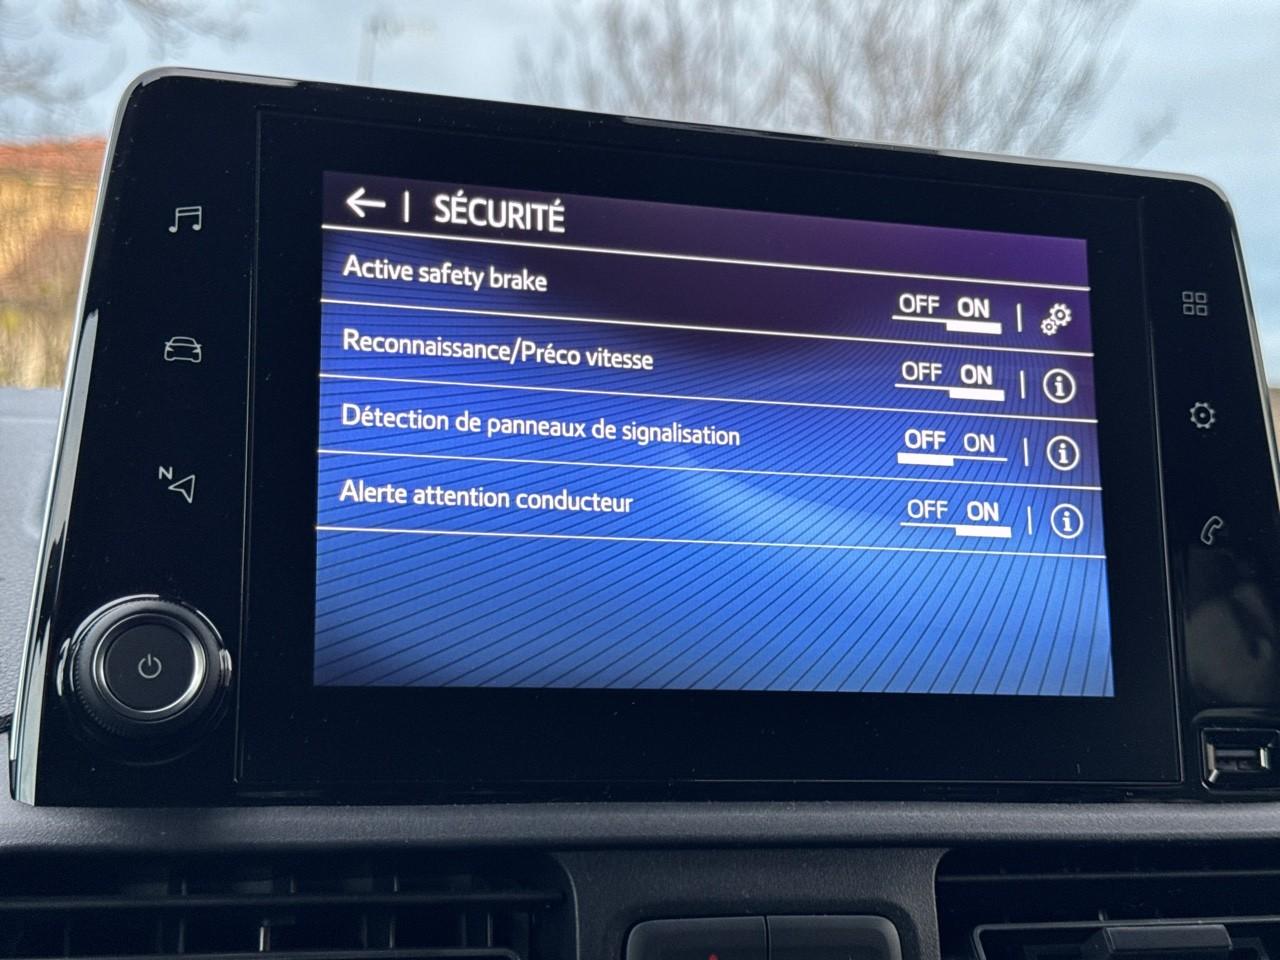 SÉCURITÉ
Active safety brake
OFF ON
Reconnaissance/Préco vitesse
OFF ON
Détection de panneaux de signalisation
OFF ON
Alerte attention conducteur
OFF ON
N